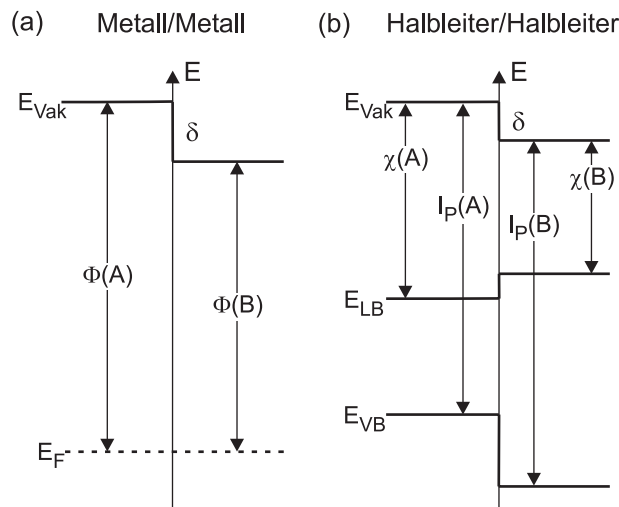 (a) Metall/Metall
E
E_Vak
δ
Φ(A)
Φ(B)
E_F
(b) Halbleiter/Halbleiter
E
E_Vak
δ
χ(A)
χ(B)
I_P(A)
I_P(B)
E_LB
E_VB